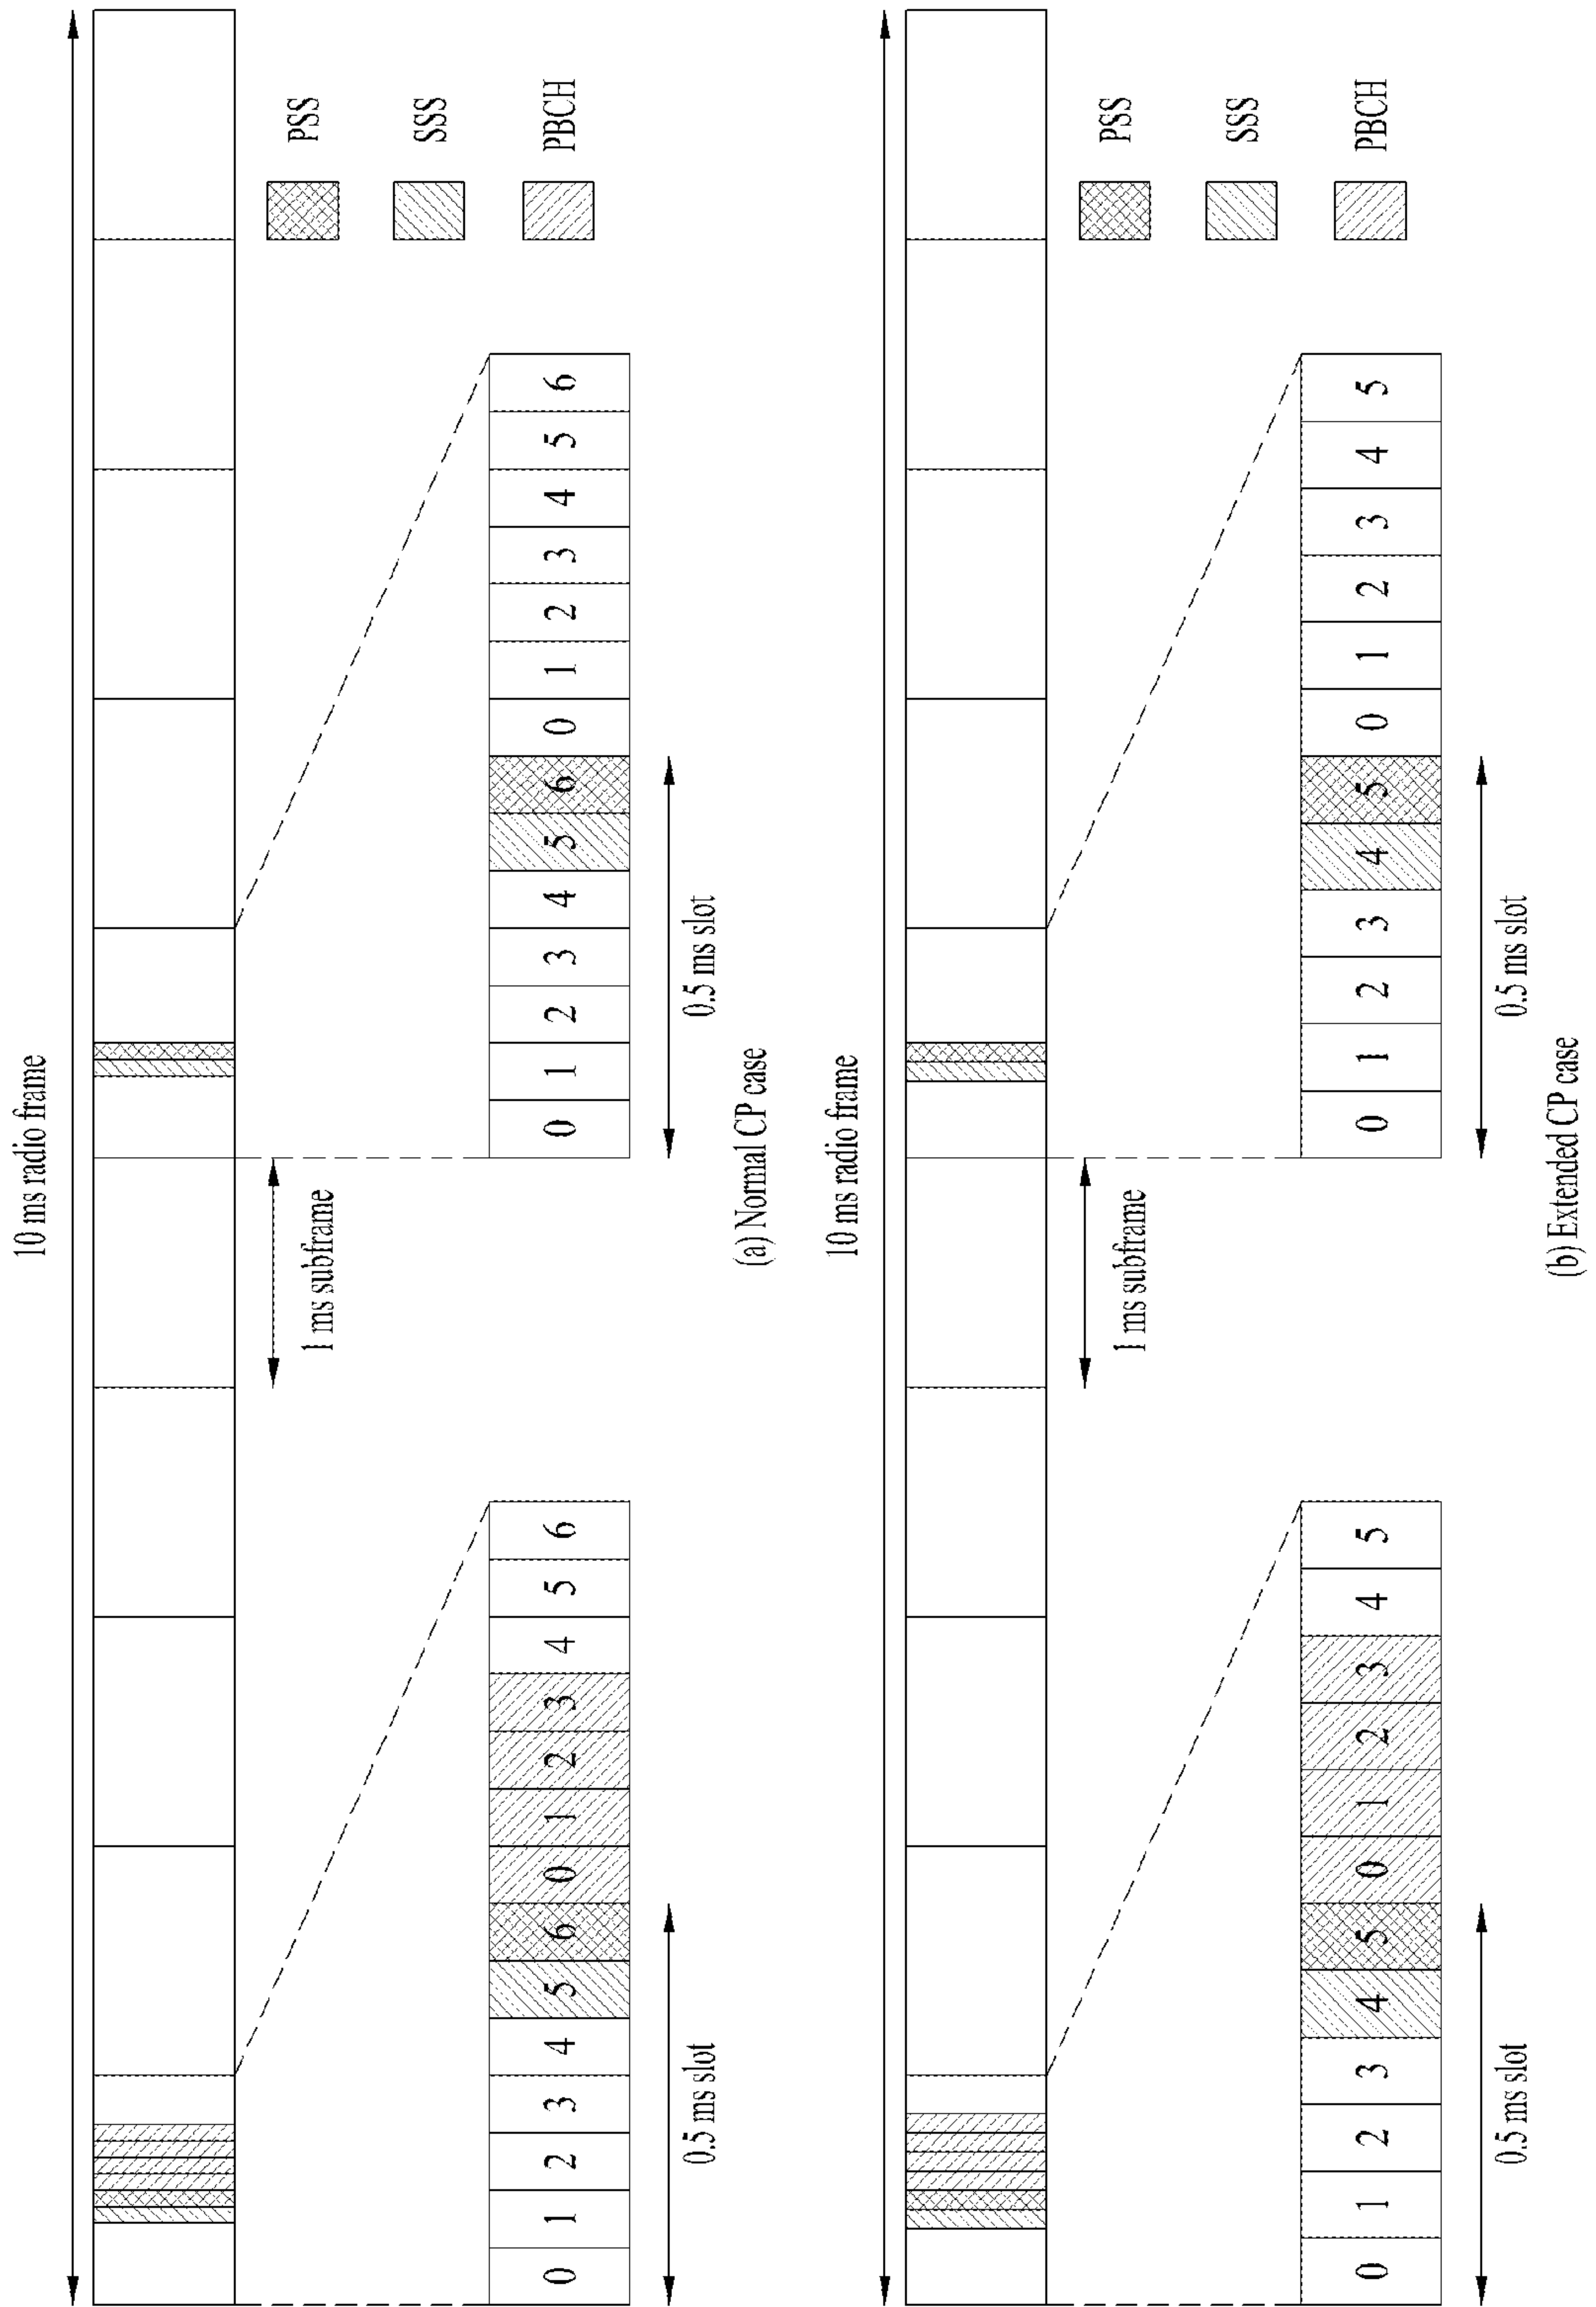 10 ms radio frame
1 ms subframe
PSS
SSS
PBCH
0 1 2 3 4 5 6 0 1 2 3 4 5 6
0 1 2 3 4 5 6 0 1 2 3 4 5 6
0.5 ms slot
0.5 ms slot
(a) Normal CP case
10 ms radio frame
1 ms subframe
PSS
SSS
PBCH
0 1 2 3 4 5 0 1 2 3 4 5
0 1 2 3 4 5 0 1 2 3 4 5
0.5 ms slot
0.5 ms slot
(b) Extended CP case